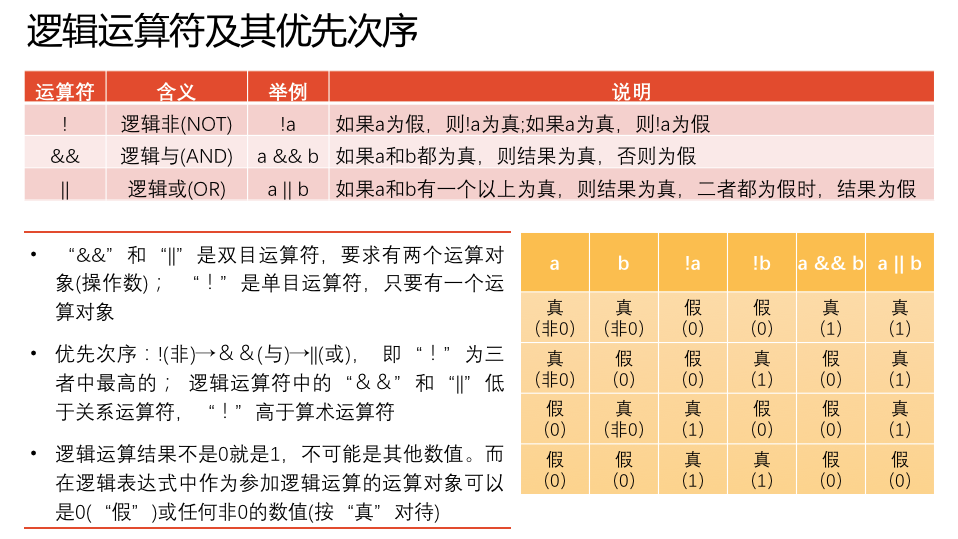 逻辑运算符及其优先次序
运算符 含义 举例 说明
! 逻辑非(NOT) !a 如果a为假，则!a为真;如果a为真，则!a为假
&& 逻辑与(AND) a && b 如果a和b都为真，则结果为真，否则为假
|| 逻辑或(OR) a || b 如果a和b有一个以上为真，则结果为真，二者都为假时，结果为假
• “&&”和“||”是双目运算符，要求有两个运算对
象(操作数)； “！”是单目运算符，只要有一个运
算对象
• 优先次序：!(非)→＆＆(与)→||(或)， 即“！”为三
者中最高的； 逻辑运算符中的“＆＆”和“||”低
于关系运算符， “！”高于算术运算符
• 逻辑运算结果不是0就是1，不可能是其他数值。而
在逻辑表达式中作为参加逻辑运算的运算对象可以
是0(“假”)或任何非0的数值(按“真”对待)
a b !a !b a && b a || b
真 真 假 假 真 真
(非0) (非0) (0) (0) (1) (1)
真 假 假 真 假 真
(非0) (0) (0) (1) (0) (1)
假 真 真 假 假 真
(0) (非0) (1) (0) (0) (1)
假 假 真 真 假 假
(0) (0) (1) (1) (0) (0)